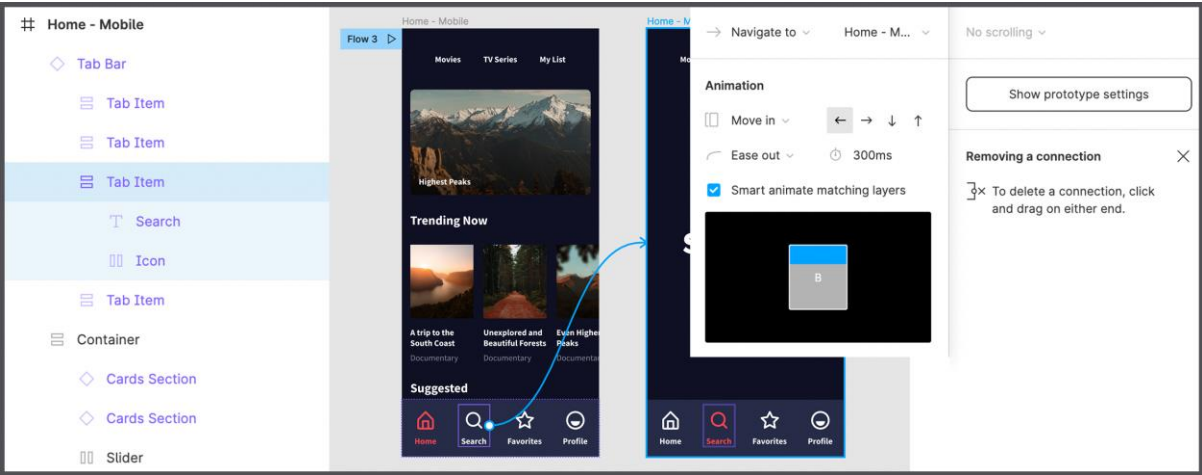 Home - Mobile
Tab Bar
Tab Item
Tab Item
Tab Item
Search
Icon
Tab Item
Container
Cards Section
Cards Section
Slider
Home - Mobile
Flow 3
Movies TV Series My List
Highest Peaks
Trending Now
A trip to the
South Coast
Documentary
Unexplored and
Beautiful Forests
Documentary
Even Highe
Peaks
Documenta
Suggested
Home Search Favorites Profile
Home - M
Mo
S
Home Search Favorites Profile
Navigate to Home - M...
Animation
Move in
Ease out 300ms
Smart animate matching layers
B
No scrolling
Show prototype settings
Removing a connection
To delete a connection, click
and drag on either end.